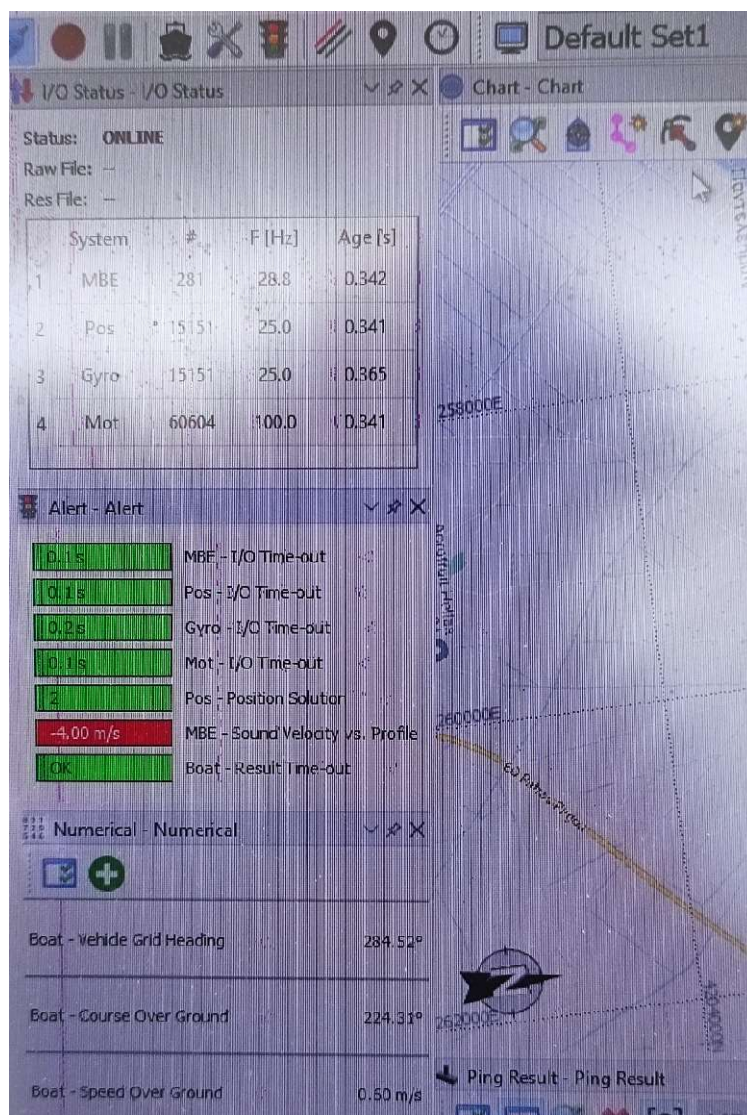 Default Set1
I/O Status - I/O Status
Chart - Chart
Status: ONLINE
Raw File: --
Res File: --
System # F [Hz] Age [s]
1 MBE 281 28.8 0.342
2 Pos 15151 25.0 0.341
3 Gyro 15151 25.0 0.365
4 Mot 60604 100.0 0.341
258000E
Alert - Alert
0.1 s MBE - I/O Time-out
0.1 s Pos - I/O Time-out
0.2 s Gyro - I/O Time-out
0.1 s Mot - I/O Time-out
2 Pos - Position Solution
-4.00 m/s MBE - Sound Velocity vs. Profile
OK Boat - Result Time-out
260000E
Numerical - Numerical
Boat - Vehicle Grid Heading 284.52°
Boat - Course Over Ground 224.31°
262000E
4204000N
Ping Result - Ping Result
Boat - Speed Over Ground 0.50 m/s